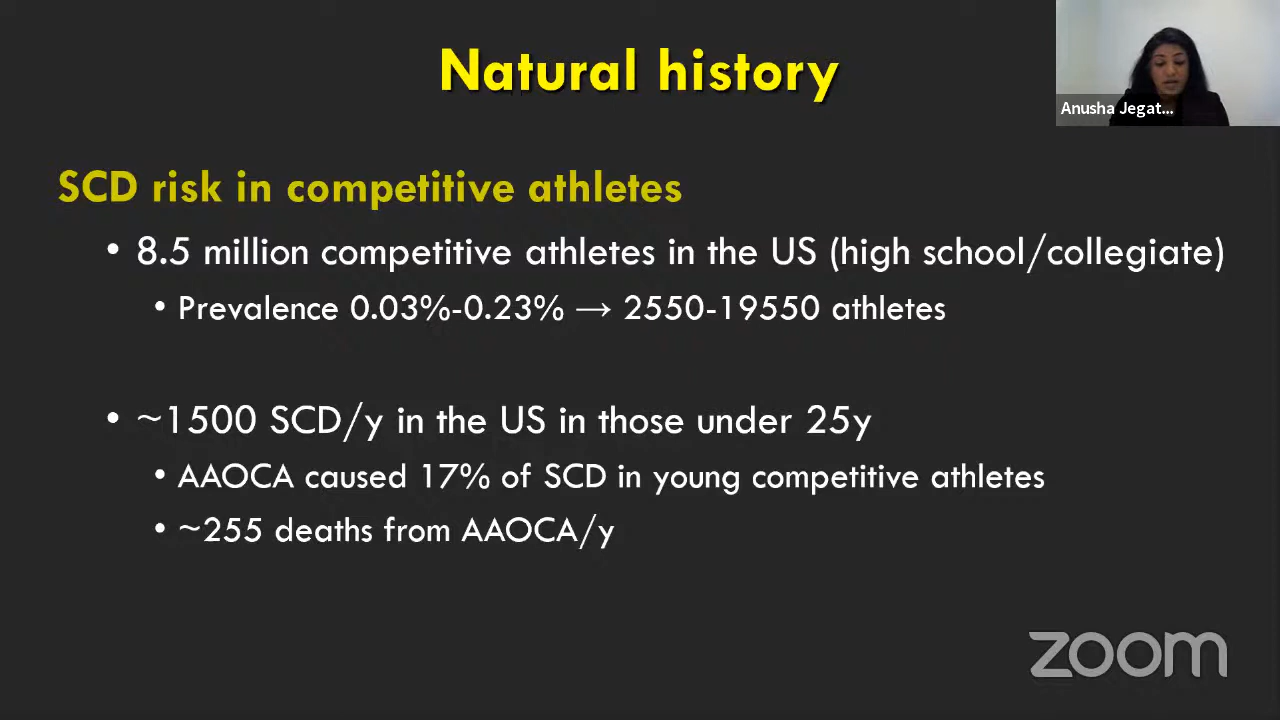 Natural history
Anusha Jegat...
SCD risk in competitive athletes
• 8.5 million competitive athletes in the US (high school/collegiate)
• Prevalence 0.03%-0.23% → 2550-19550 athletes
• ~1500 SCD/y in the US in those under 25y
• AAOCA caused 17% of SCD in young competitive athletes
• ~255 deaths from AAOCA/y
zoom